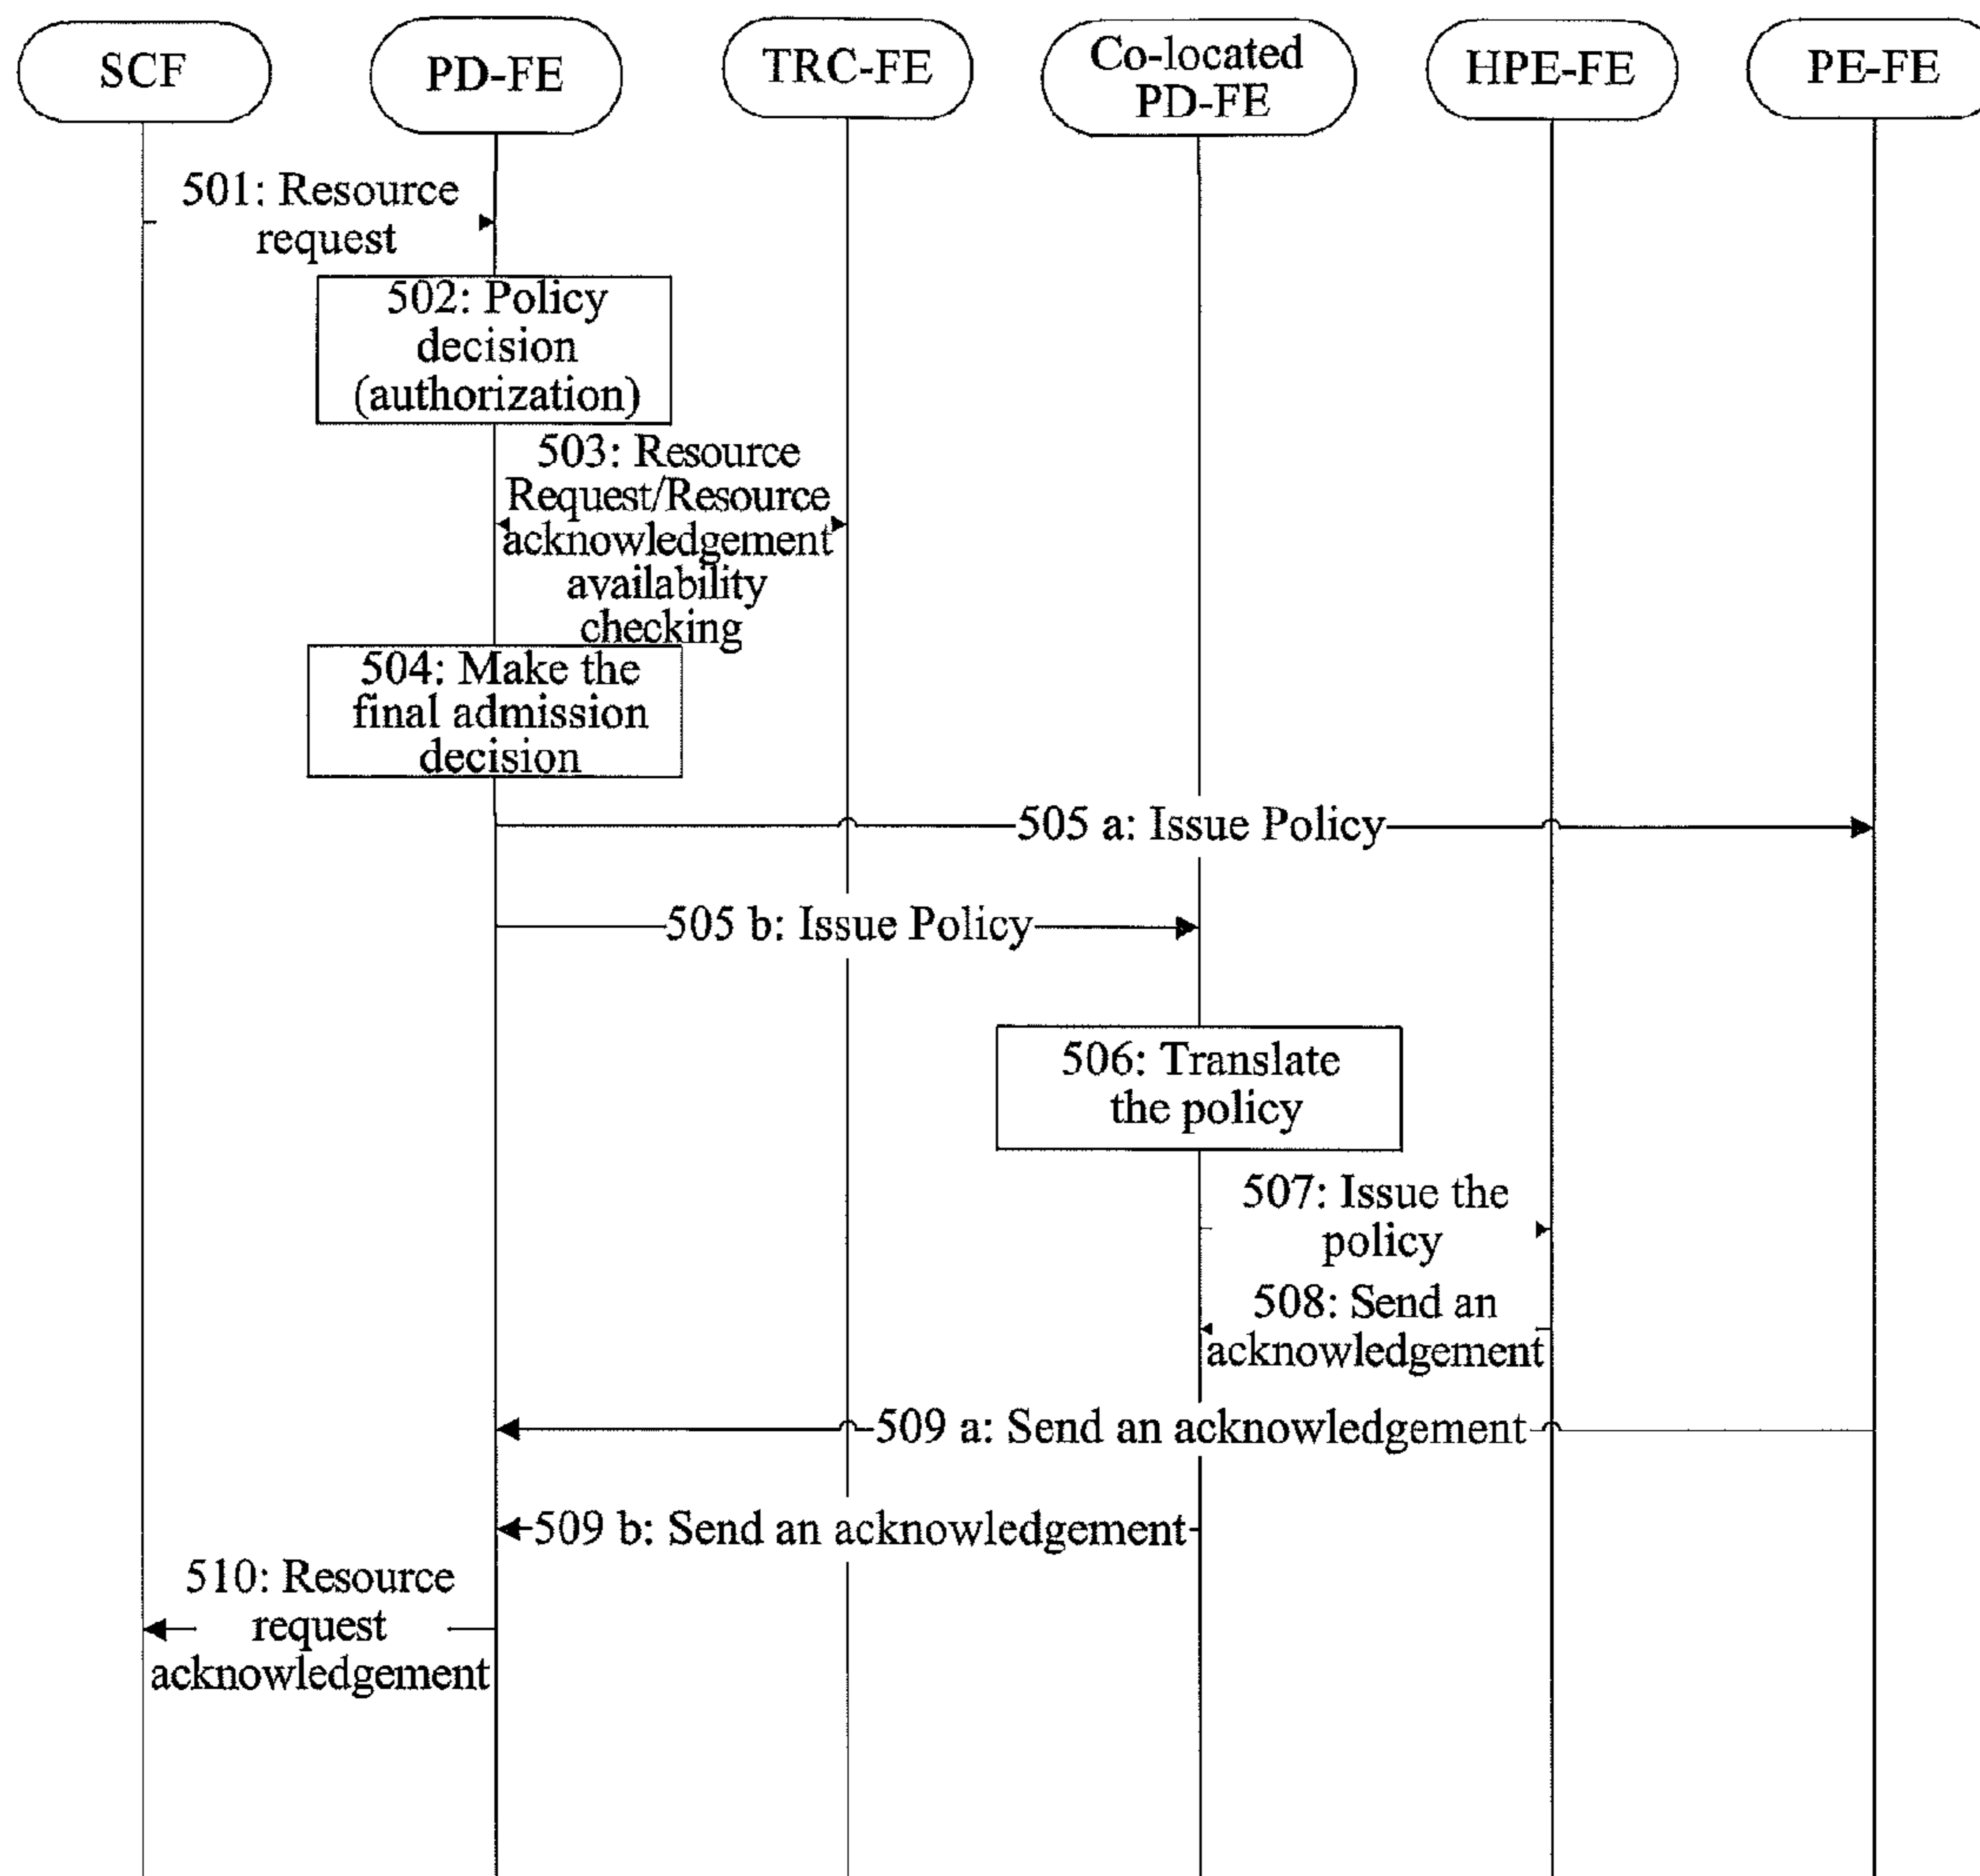 SCF
PD-FE
TRC-FE
Co-located
PD-FE
HPE-FE
PE-FE
501: Resource
request
502: Policy
decision
(authorization)
503: Resource
Request/Resource
acknowledgement
availability
checking
504: Make the
final admission
decision
505 a: Issue Policy
505 b: Issue Policy
506: Translate
the policy
507: Issue the
policy
508: Send an
acknowledgement
509 a: Send an acknowledgement
509 b: Send an acknowledgement
510: Resource
request
acknowledgement